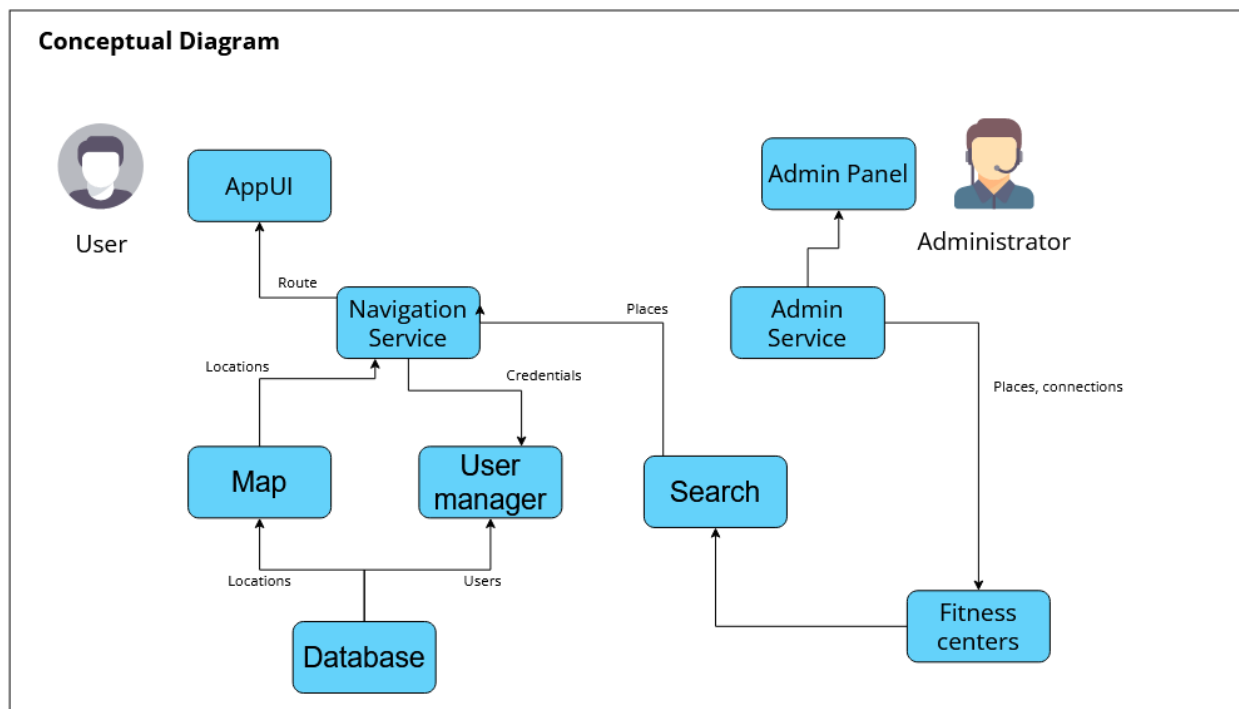 Conceptual Diagram
AppUI
User
Admin Panel
Administrator
Route
Navigation
Service
Places
Admin
Service
Locations
Credentials
Places, connections
Map
User
manager
Search
Locations
Users
Database
Fitness
centers